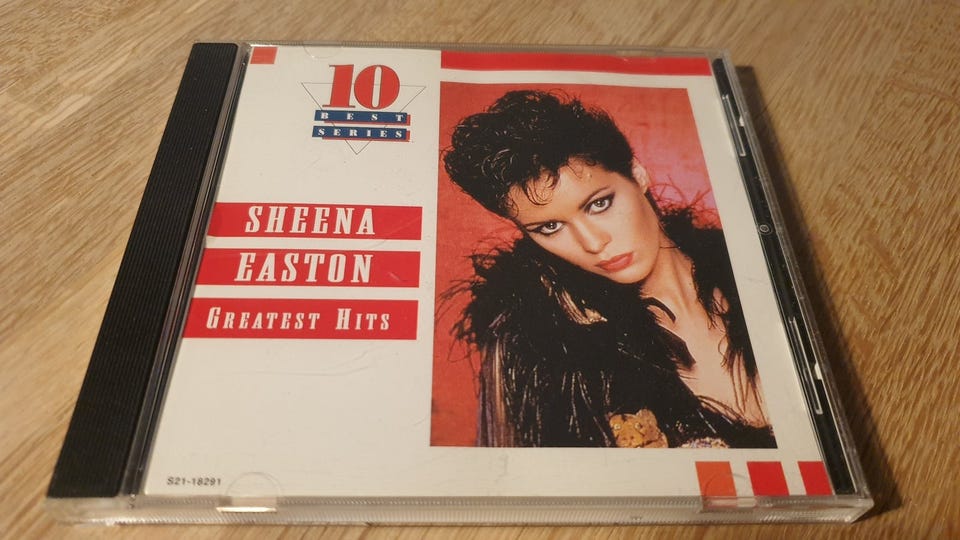 10
BEST
SERIES
SHEENA
EASTON
GREATEST HITS
S21-18291